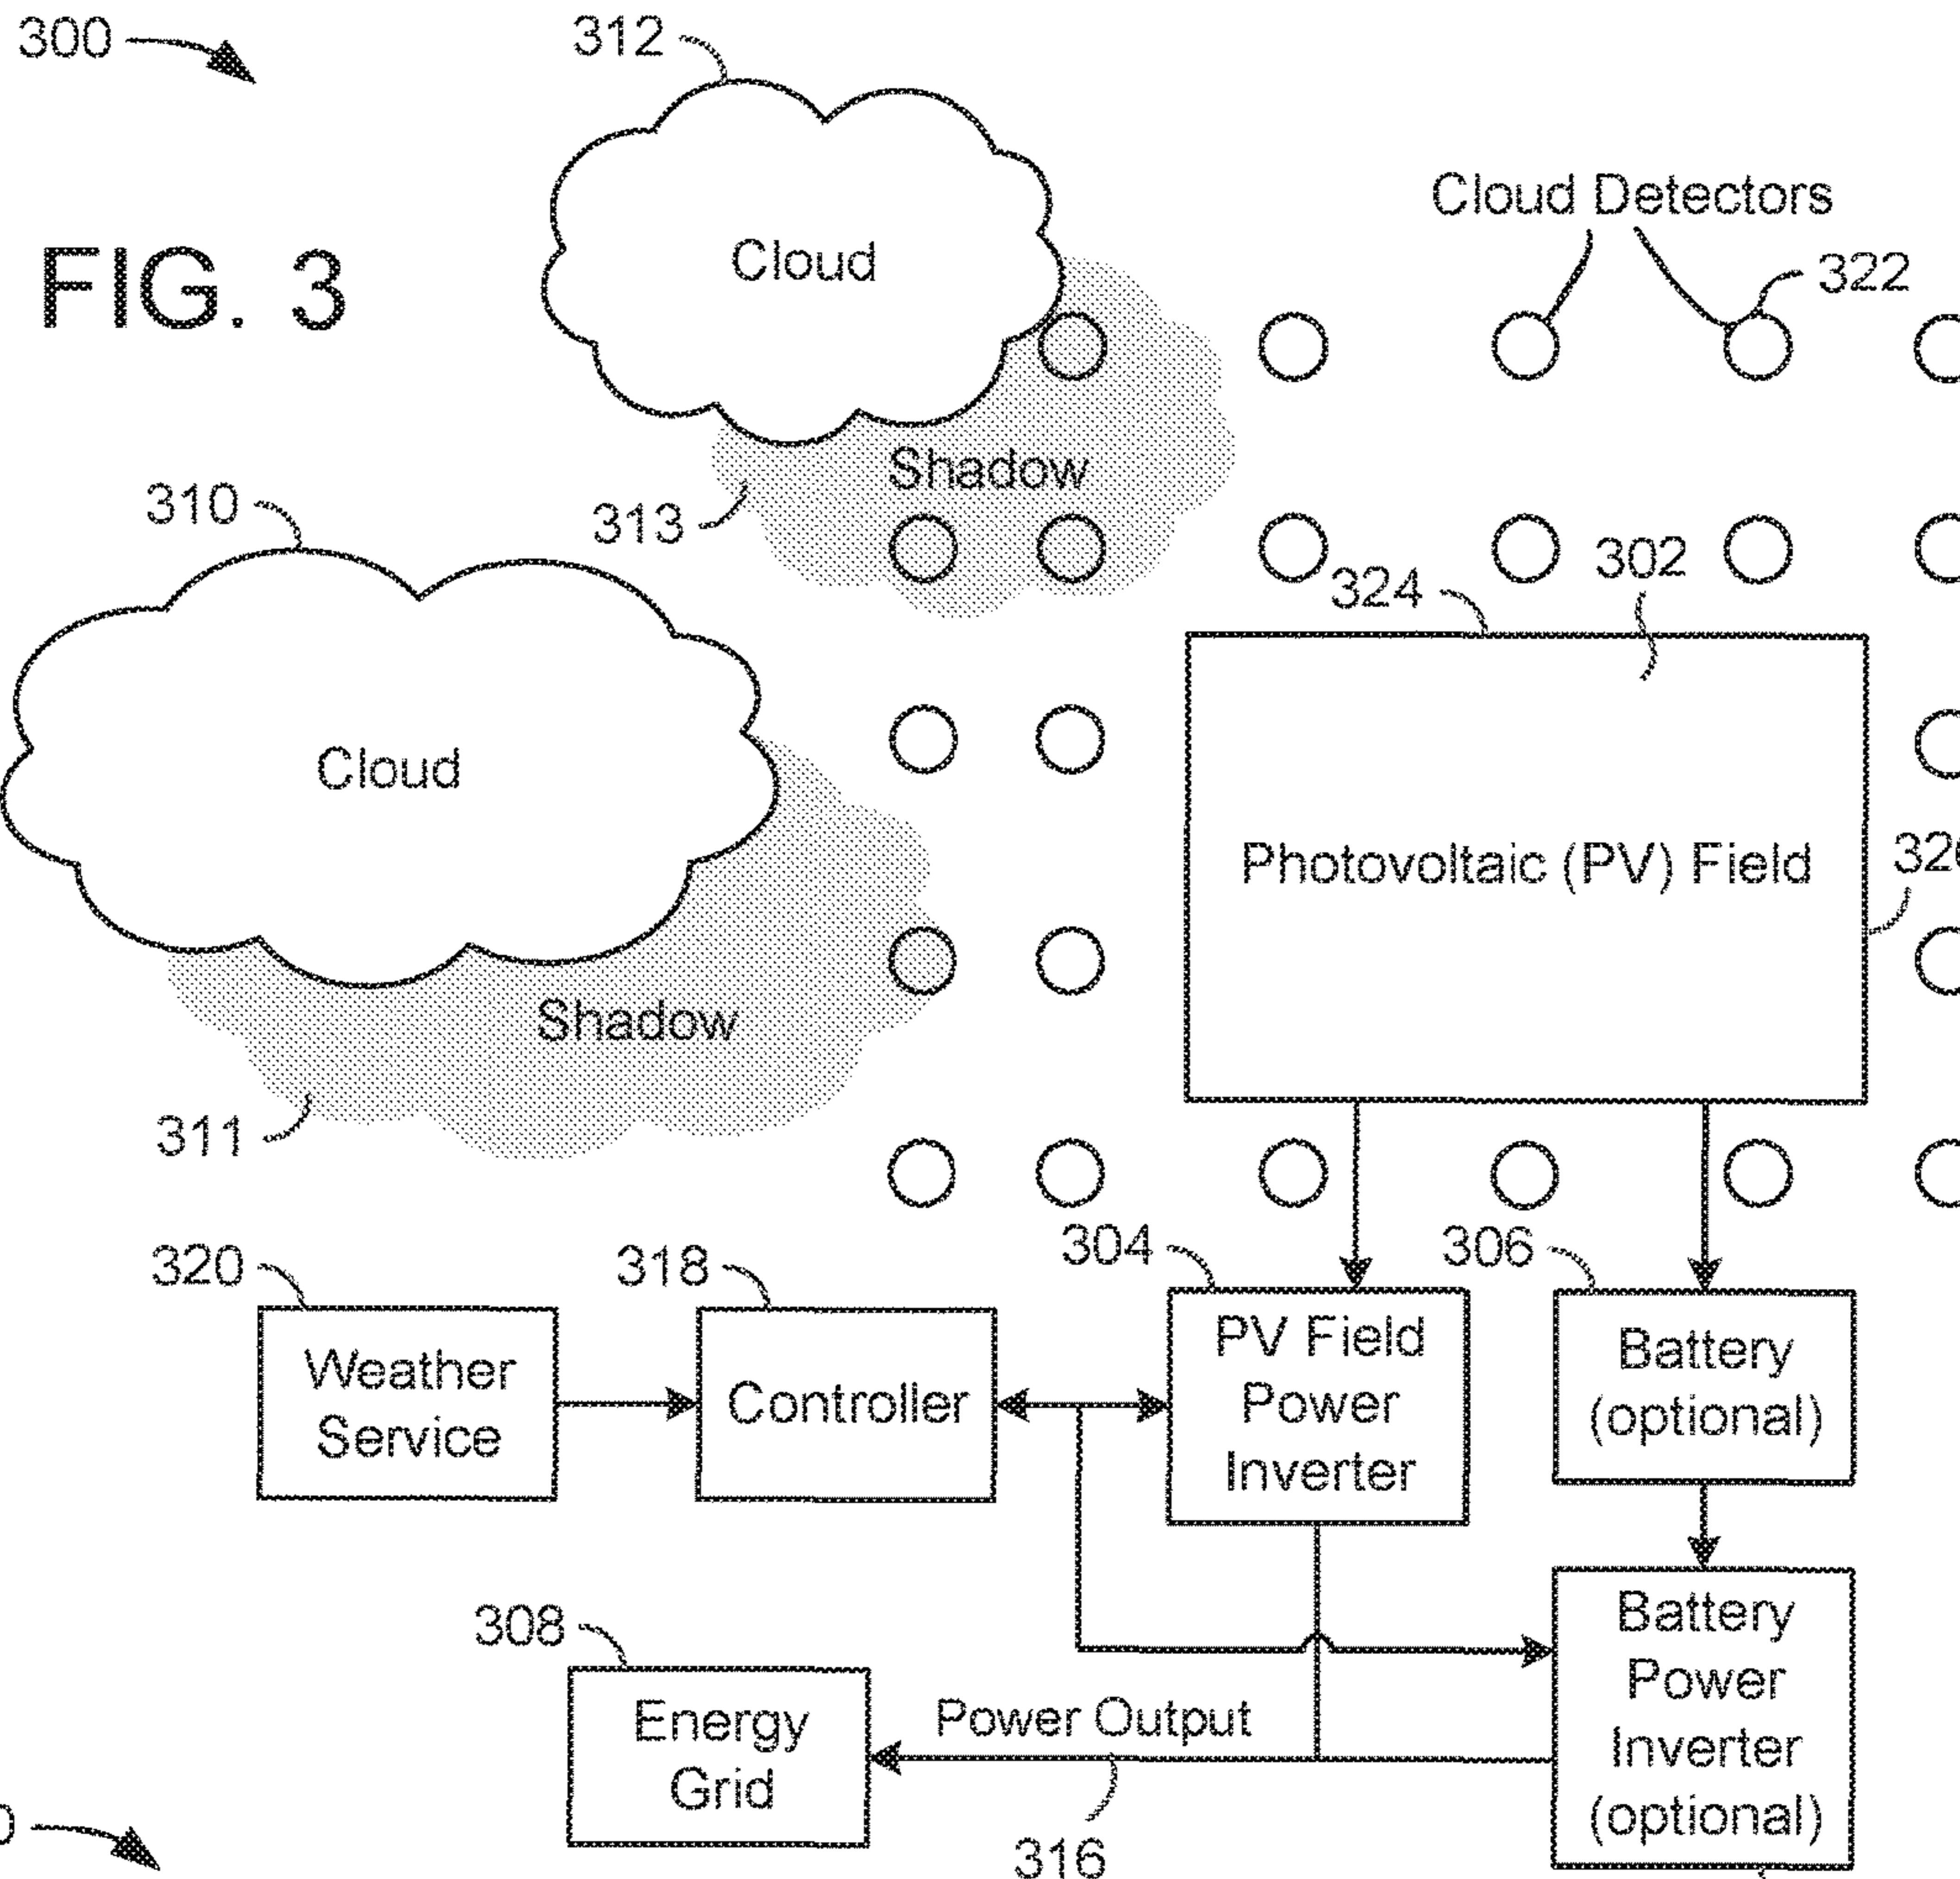 300
312
FIG. 3
Cloud
Cloud Detectors
322
Shadow
313
310
302
324
Cloud
Photovoltaic (PV) Field
Shadow
311
304
306
320
318
Weather
Service
Controller
PV Field
Power
Inverter
Battery
(optional)
308
Energy
Grid
Power Output
316
Battery
Power
Inverter
(optional)